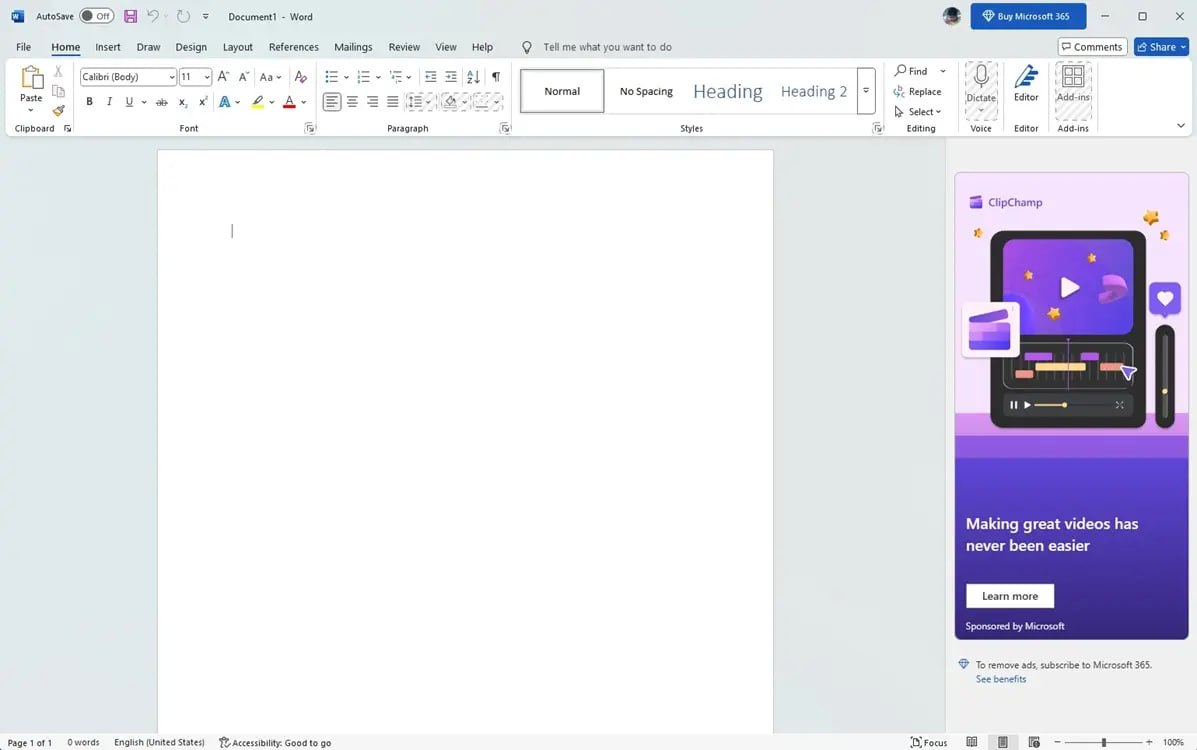 AutoSave Off Document1 - Word Buy Microsoft 365
File Home Insert Draw Design Layout References Mailings Review View Help Tell me what you want to do Comments Share
Paste
Clipboard
Calibri (Body) 11 A A Aa A
B I U ab x₂ x² A A
Font
Paragraph
Normal No Spacing Heading Heading 2
Styles
Find
Replace
Select
Editing
Dictate
Voice
Editor
Editor
Add-ins
Add-ins
ClipChamp
Making great videos has
never been easier
Learn more
Sponsored by Microsoft
To remove ads, subscribe to Microsoft 365.
See benefits
Page 1 of 1 0 words English (United States) Accessibility: Good to go Focus 100%